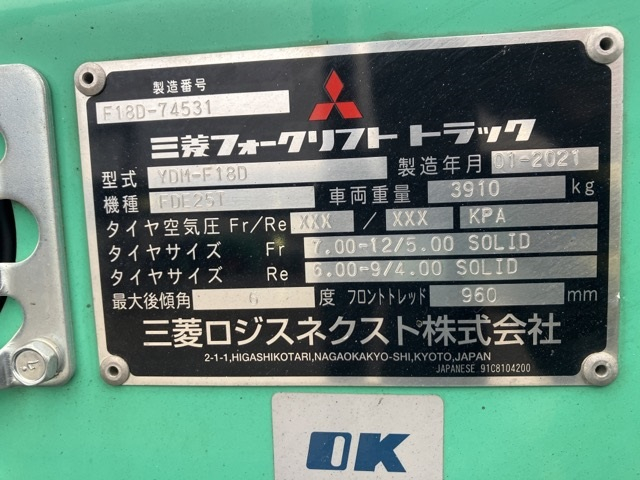 製造番号
F18D-74531
三菱フォークリフト トラック
型式 YDM-F18D 製造年月 01-2021
機種 FDE25T 車両重量 3910 kg
タイヤ空気圧 Fr/Re XXX / XXX KPA
タイヤサイズ Fr 7.00-12/5.00 SOLID
タイヤサイズ Re 6.00-9/4.00 SOLID
最大後傾角 6 度 フロントトレッド 960 mm
三菱ロジスネクスト株式会社
2-1-1,HIGASHIKOTARI,NAGAOKAKYO-SHI,KYOTO,JAPAN
JAPANESE 91C8104200
OK
4